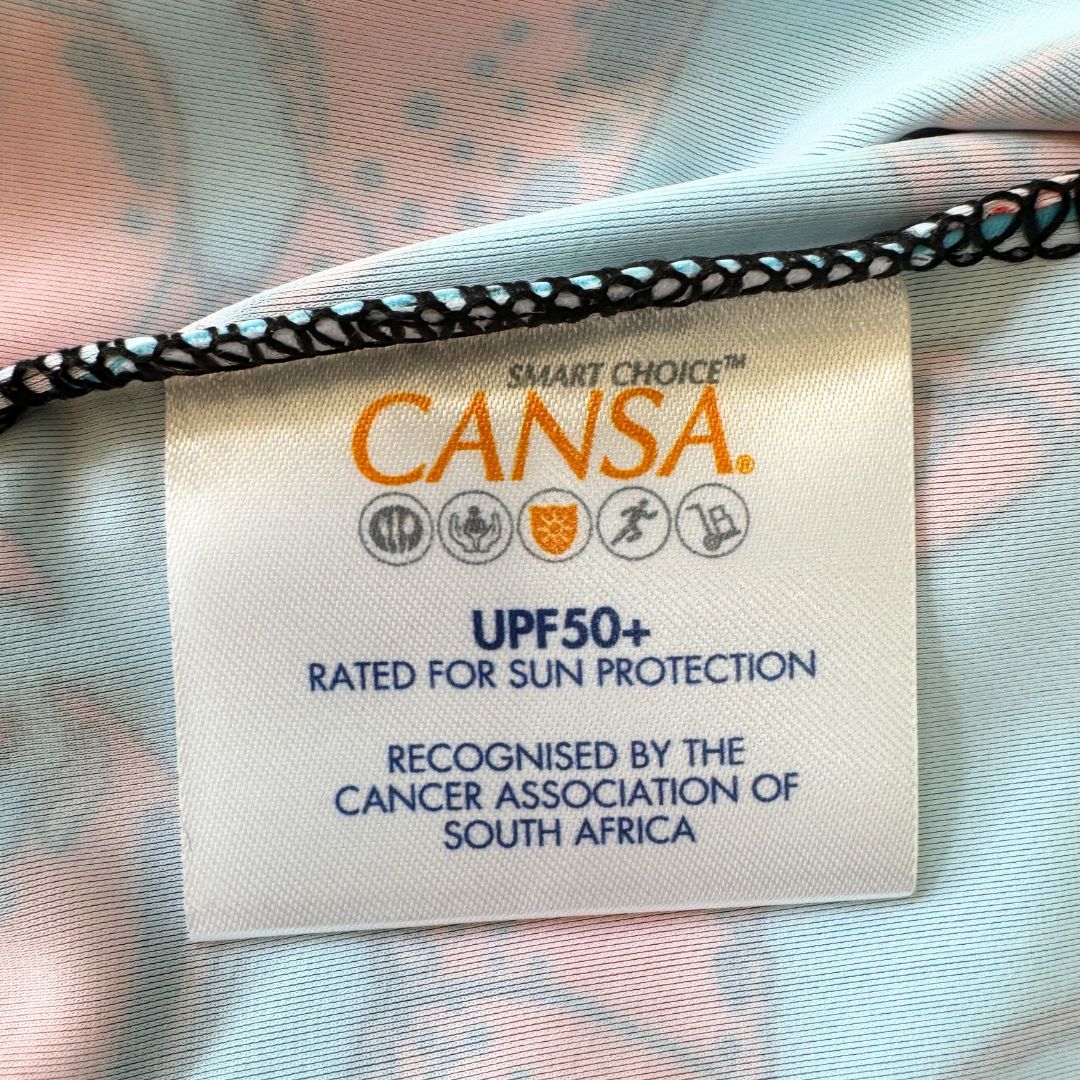 SMART CHOICE™
CANSA®
UPF50+
RATED FOR SUN PROTECTION
RECOGNISED BY THE
CANCER ASSOCIATION OF
SOUTH AFRICA